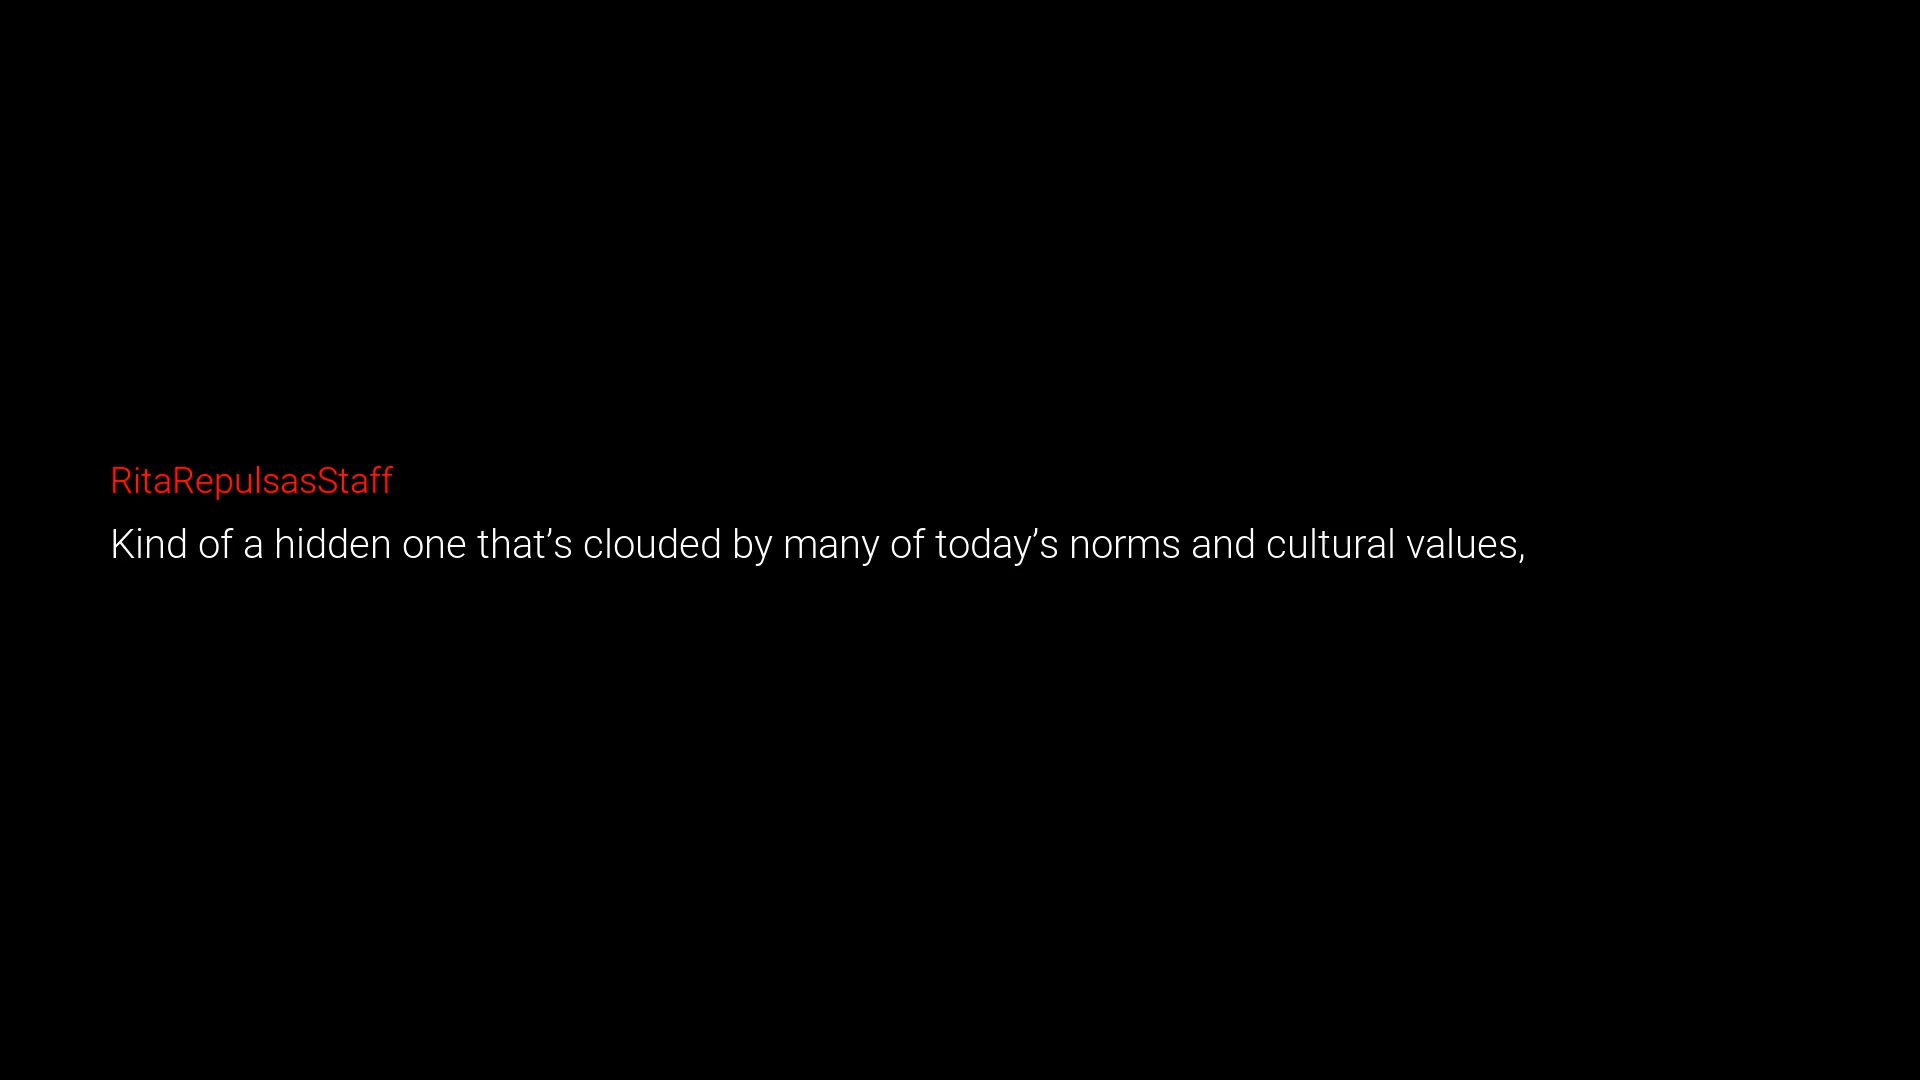 RitaRepulsasStaff
Kind of a hidden one that’s clouded by many of today’s norms and cultural values,